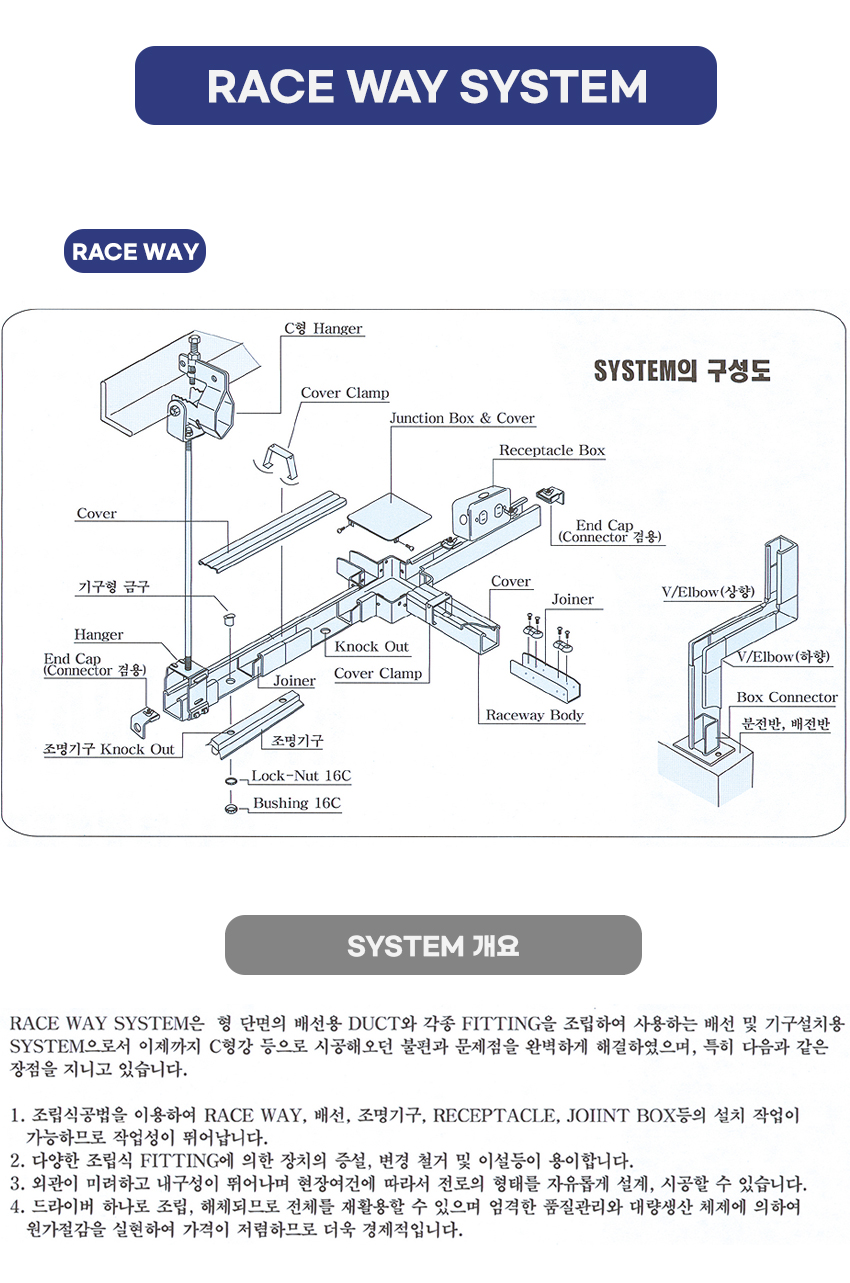 RACE WAY SYSTEM
RACE WAY
C형 Hanger
SYSTEM의 구성도
Cover Clamp
Junction Box & Cover
Receptacle Box
Cover
End Cap
(Connector 겸용)
기구형 금구
Cover
V/Elbow(상향)
Joiner
Hanger
Knock Out
End Cap
(Connector 겸용)
V/Elbow(하향)
Joiner
Cover Clamp
Box Connector
Raceway Body
분전반, 배전반
조명기구 Knock Out
조명기구
Lock-Nut 16C
Bushing 16C
SYSTEM 개요
RACE WAY SYSTEM은 형 단면의 배선용 DUCT와 각종 FITTING을 조립하여 사용하는 배선 및 기구설치용
SYSTEM으로서 이제까지 C형강 등으로 시공해오던 불편과 문제점을 완벽하게 해결하였으며, 특히 다음과 같은
장점을 지니고 있습니다.
1. 조립식공법을 이용하여 RACE WAY, 배선, 조명기구, RECEPTACLE, JOIINT BOX등의 설치 작업이
가능하므로 작업성이 뛰어납니다.
2. 다양한 조립식 FITTING에 의한 장치의 증설, 변경 철거 및 이설등이 용이합니다.
3. 외관이 미려하고 내구성이 뛰어나며 현장여건에 따라서 전로의 형태를 자유롭게 설계, 시공할 수 있습니다.
4. 드라이버 하나로 조립, 해체되므로 전체를 재활용할 수 있으며 엄격한 품질관리와 대량생산 체제에 의하여
원가절감을 실현하여 가격이 저렴하므로 더욱 경제적입니다.